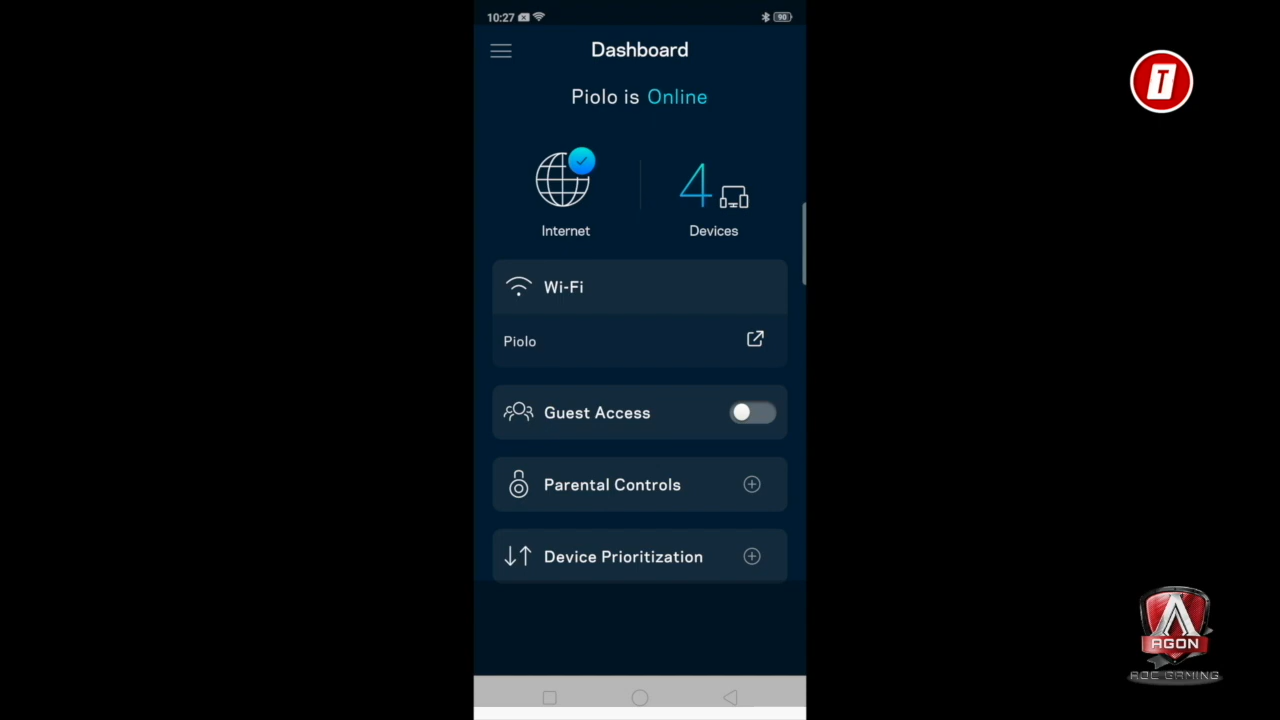 10:27
90
Dashboard
Piolo is Online
4
Internet
Devices
Wi-Fi
Piolo
Guest Access
Parental Controls
Device Prioritization
T
AGON
AOC GAMING